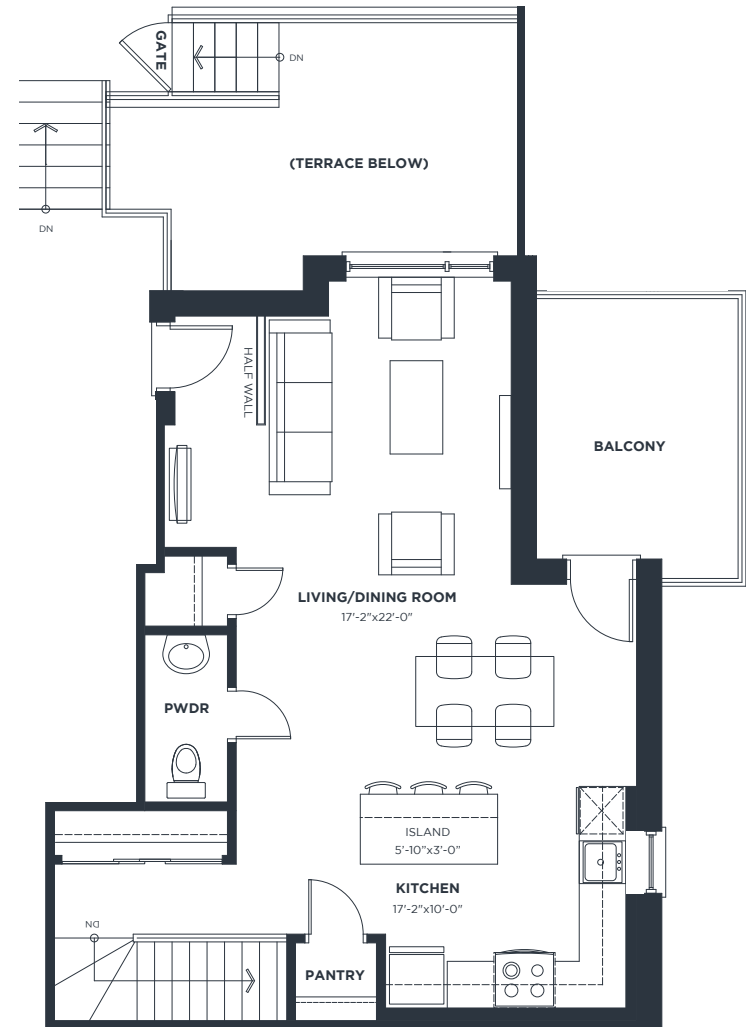 GATE
DN
(TERRACE BELOW)
DN
HALF WALL
BALCONY
LIVING/DINING ROOM
17'-2"x22'-0"
PWDR
ISLAND
5'-10"x3'-0"
KITCHEN
17'-2"x10'-0"
DN
PANTRY